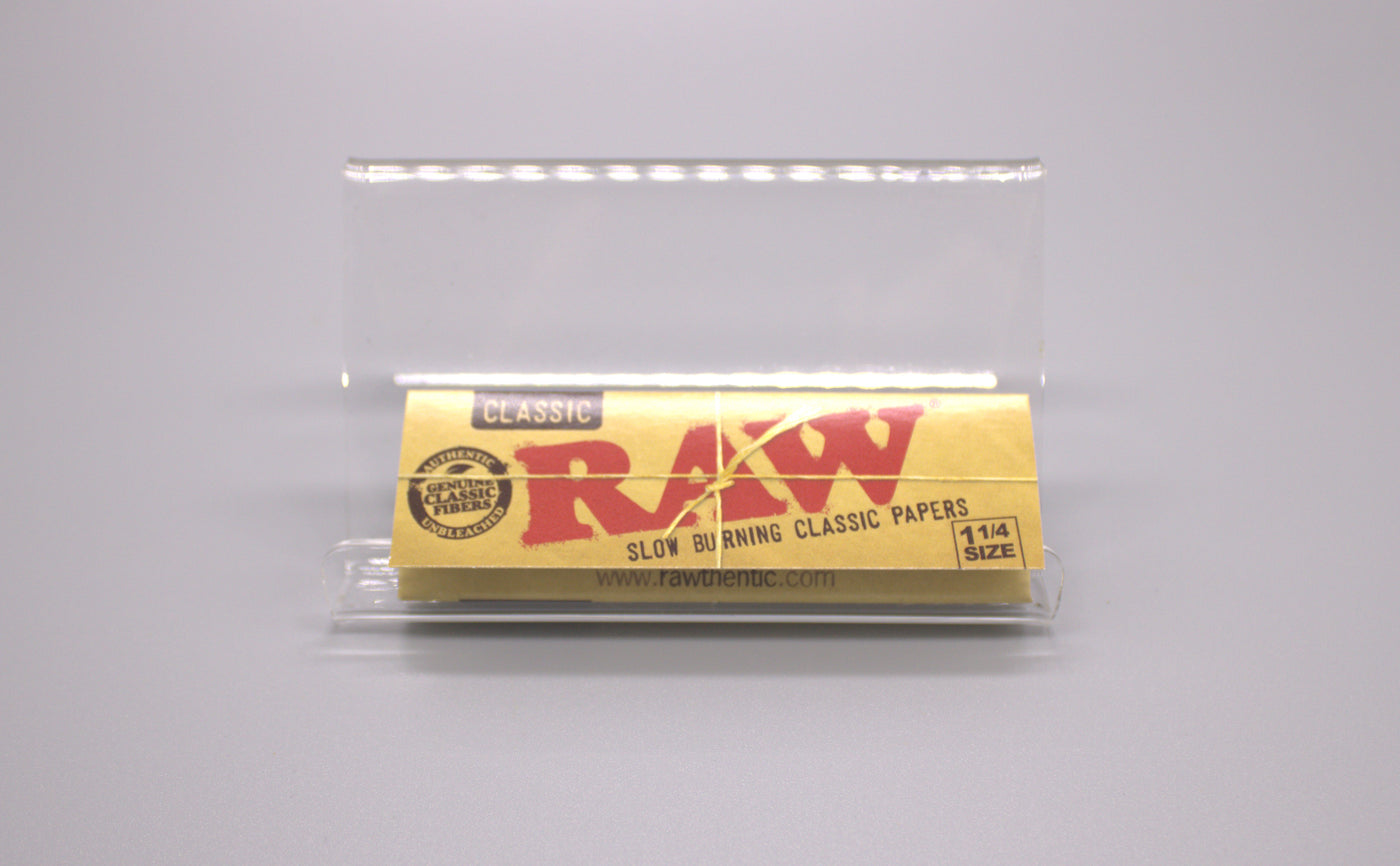 CLASSIC
RAW®
AUTHENTIC
GENUINE
CLASSIC
FIBERS
UNBLEACHED
SLOW BURNING CLASSIC PAPERS
1 1/4
SIZE
www.rawthentic.com